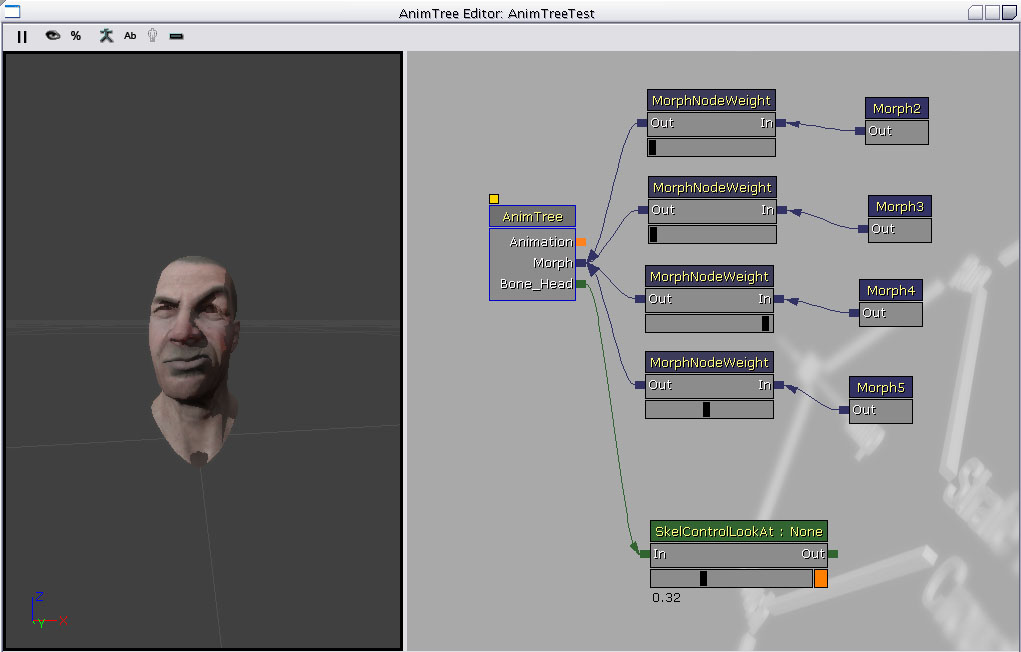 AnimTree Editor: AnimTreeTest
% Ab
MorphNodeWeight
Out In
Morph2
Out
MorphNodeWeight
Out In
Morph3
Out
AnimTree
Animation
Morph
Bone_Head
MorphNodeWeight
Out In
Morph4
Out
MorphNodeWeight
Out In
Morph5
Out
SkelControlLookAt : None
In Out
0.32
Z
Y X